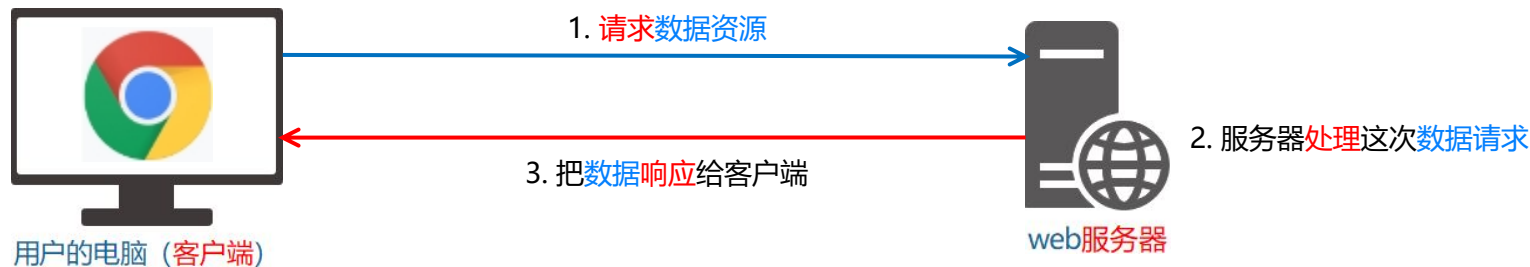 1. 请求数据资源
2. 服务器处理这次数据请求
3. 把数据响应给客户端
用户的电脑（客户端）
web服务器